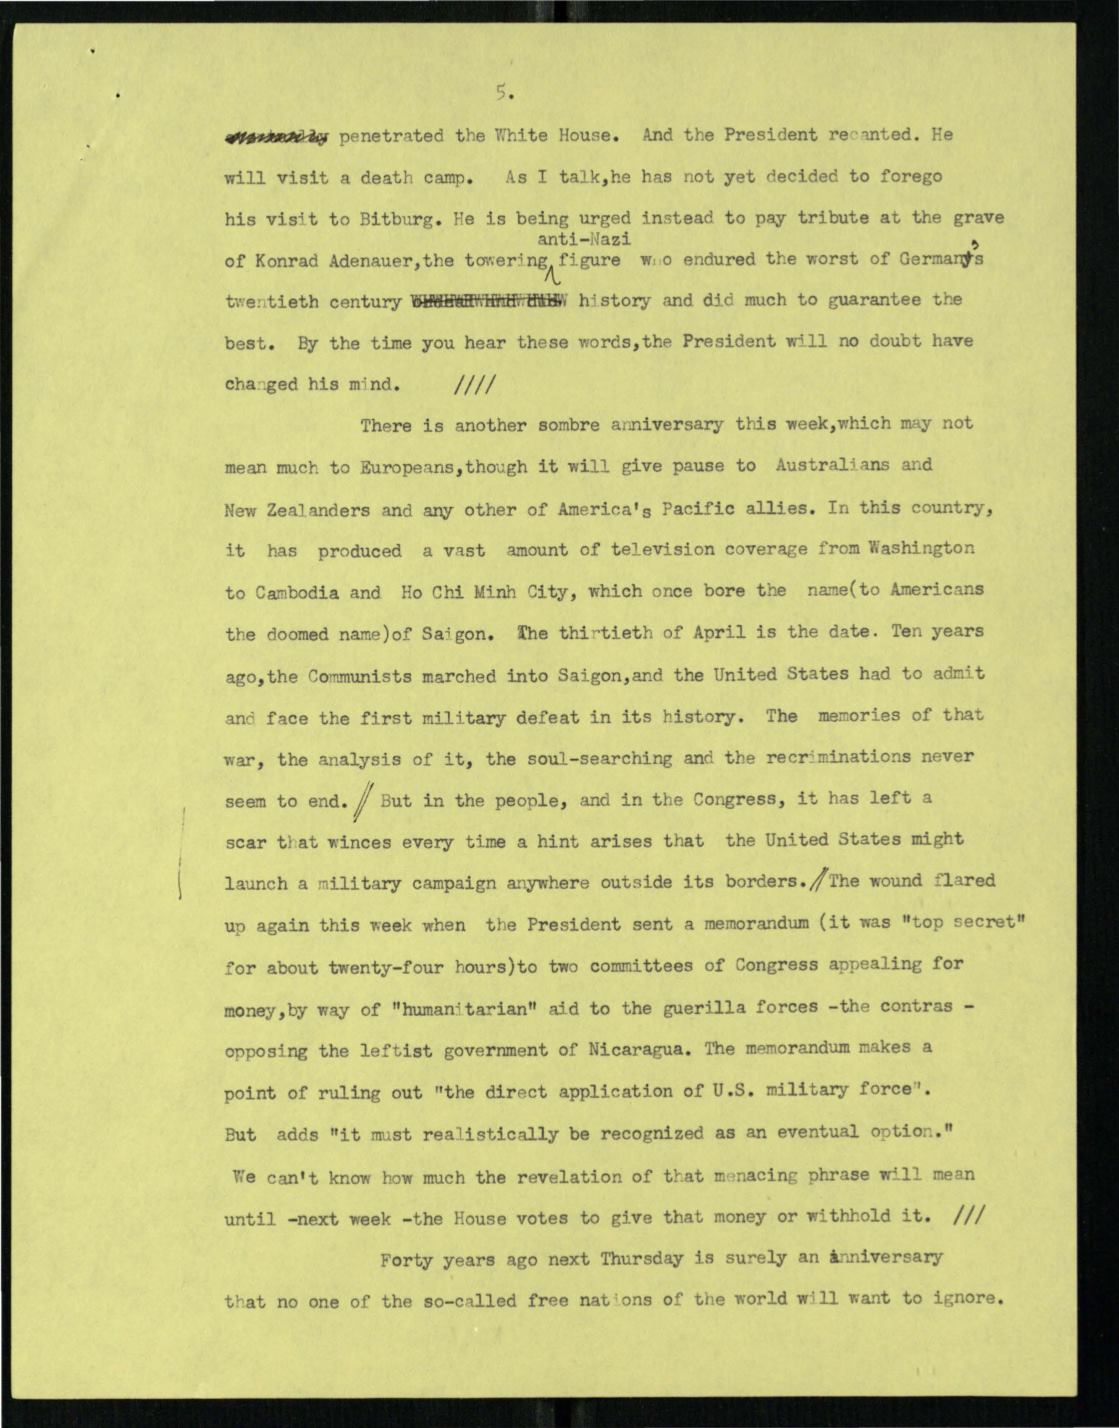 5.
penetrated the White House. And the President recanted. He
will visit a death camp. As I talk,he has not yet decided to forego
his visit to Bitburg. He is being urged instead to pay tribute at the grave
anti-Nazi
of Konrad Adenauer,the towering figure who endured the worst of Germany's
twentieth century history and did much to guarantee the
best. By the time you hear these words,the President will no doubt have
changed his mind. ////
There is another sombre anniversary this week,which may not
mean much to Europeans,though it will give pause to Australians and
New Zealanders and any other of America's Pacific allies. In this country,
it has produced a vast amount of television coverage from Washington
to Cambodia and Ho Chi Minh City, which once bore the name(to Americans
the doomed name)of Saigon. The thirtieth of April is the date. Ten years
ago,the Communists marched into Saigon,and the United States had to admit
and face the first military defeat in its history. The memories of that
war, the analysis of it, the soul-searching and the recriminations never
seem to end. // But in the people, and in the Congress, it has left a
scar that winces every time a hint arises that the United States might
launch a military campaign anywhere outside its borders. // The wound flared
up again this week when the President sent a memorandum (it was "top secret"
for about twenty-four hours)to two committees of Congress appealing for
money,by way of "humanitarian" aid to the guerilla forces -the contras -
opposing the leftist government of Nicaragua. The memorandum makes a
point of ruling out "the direct application of U.S. military force".
But adds "it must realistically be recognized as an eventual option."
We can't know how much the revelation of that menacing phrase will mean
until -next week -the House votes to give that money or withhold it. ///
Forty years ago next Thursday is surely an anniversary
that no one of the so-called free nations of the world will want to ignore.